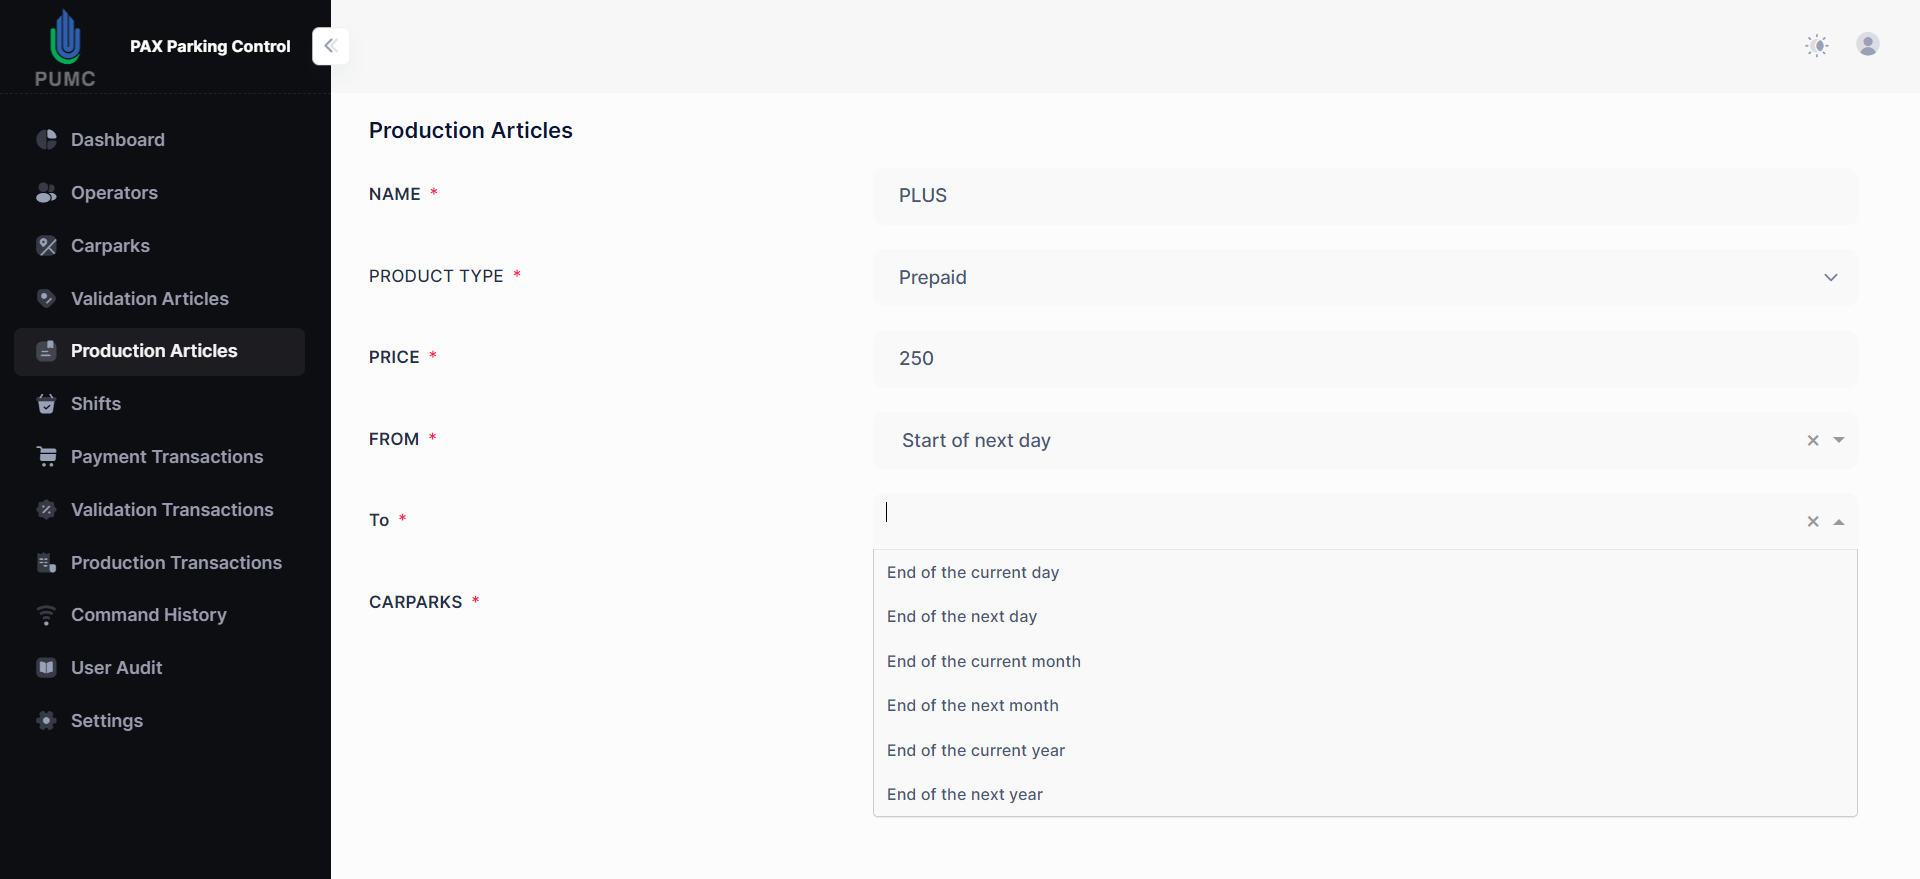 PUMC
PAX Parking Control
Dashboard
Operators
Carparks
Validation Articles
Production Articles
Shifts
Payment Transactions
Validation Transactions
Production Transactions
Command History
User Audit
Settings
Production Articles
NAME *
PLUS
PRODUCT TYPE *
Prepaid
PRICE *
250
FROM *
Start of next day
To *
End of the current day
End of the next day
End of the current month
End of the next month
End of the current year
End of the next year
CARPARKS *